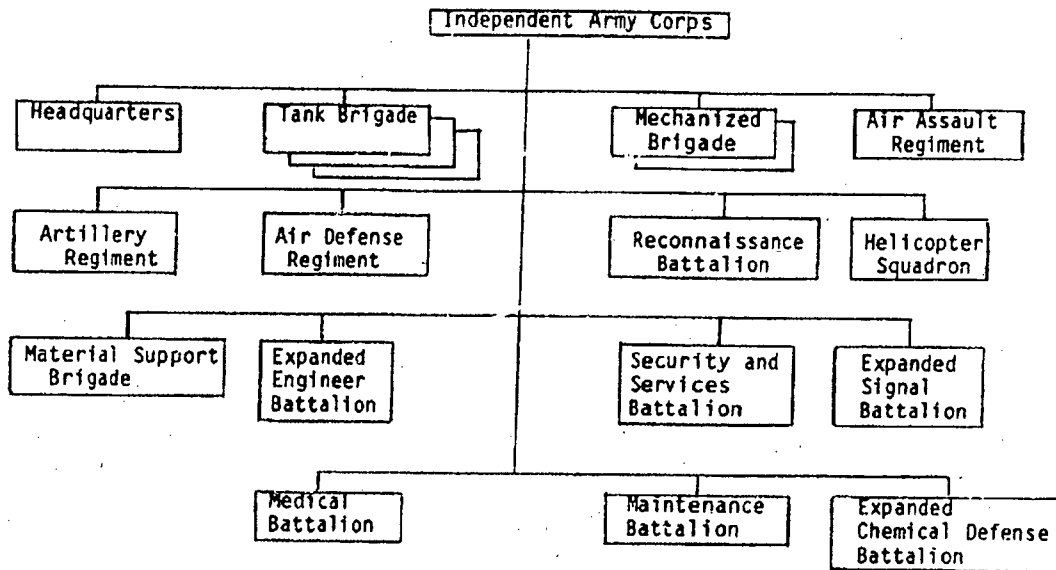 Independent Army Corps
Headquarters
Tank Brigade
Mechanized
Brigade
Air Assault
Regiment
Artillery
Regiment
Air Defense
Regiment
Reconnaissance
Battalion
Helicopter
Squadron
Material Support
Brigade
Expanded
Engineer
Battalion
Security and
Services
Battalion
Expanded
Signal
Battalion
Medical
Battalion
Maintenance
Battalion
Expanded
Chemical Defense
Battalion